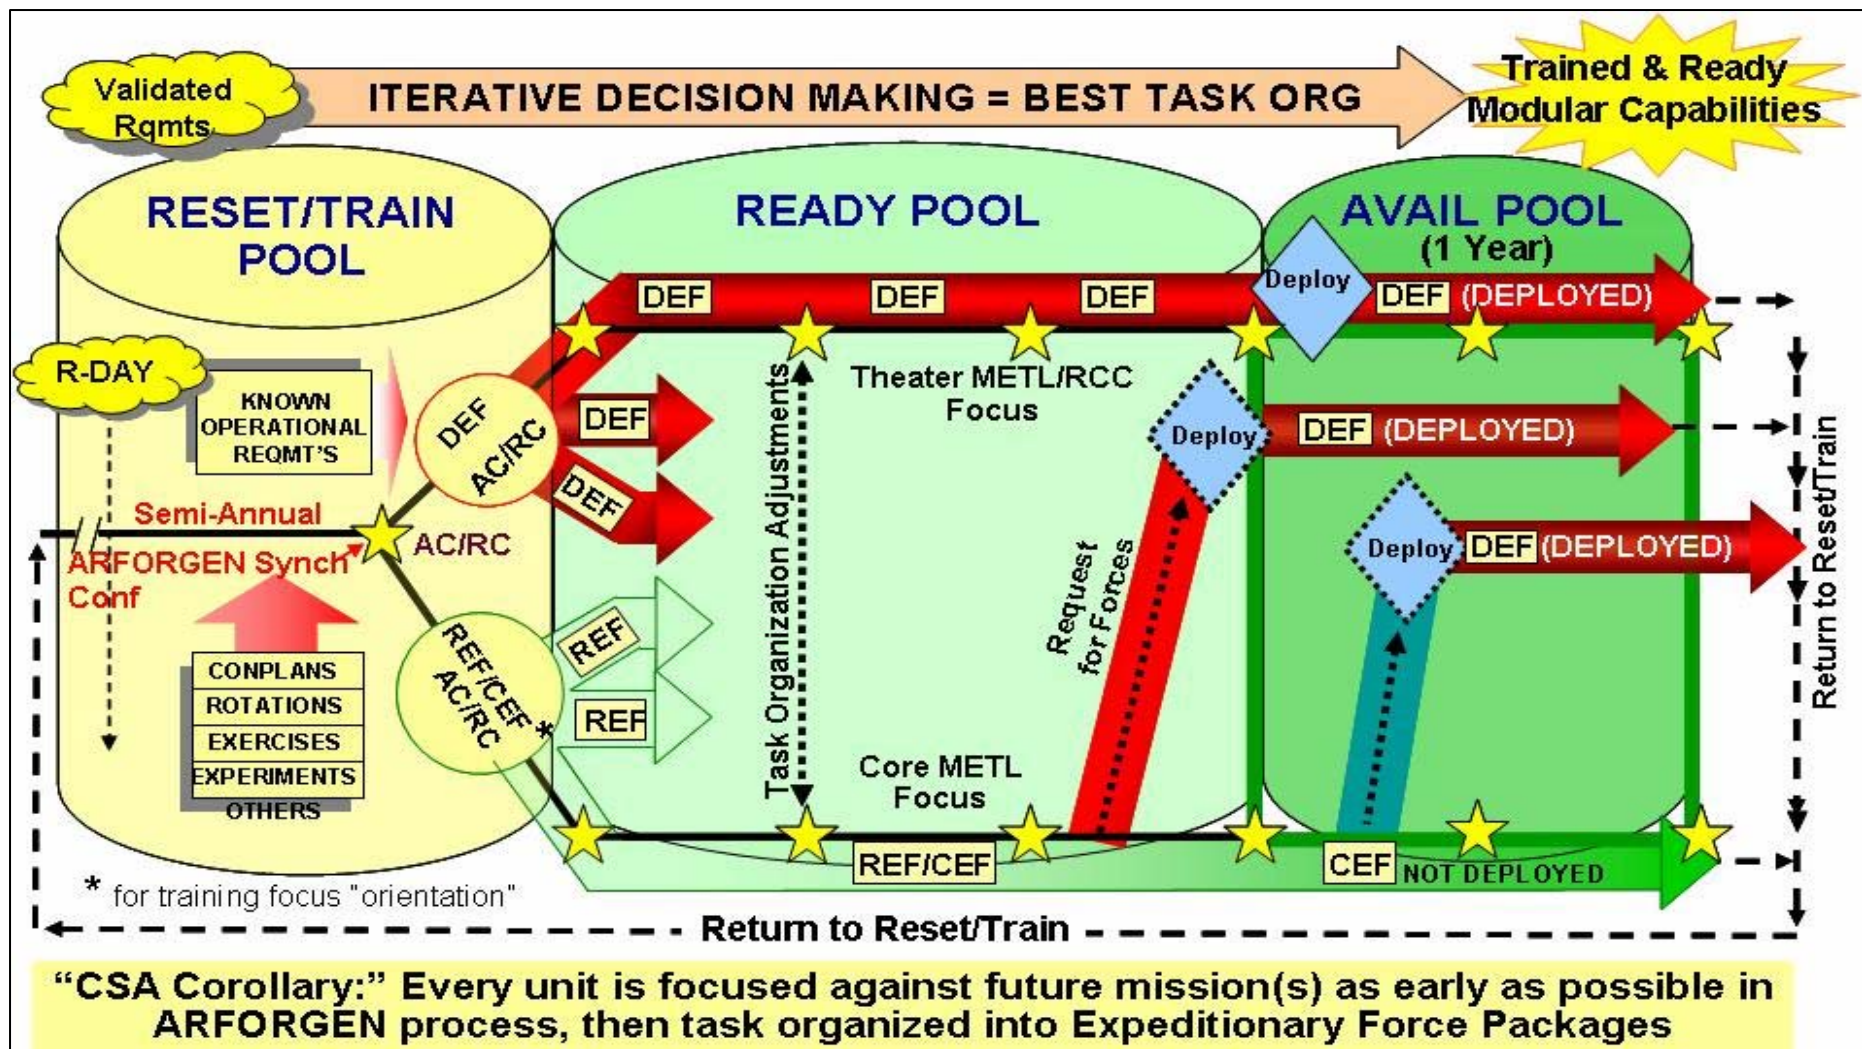 Validated
Rqmts
ITERATIVE DECISION MAKING = BEST TASK ORG
Trained & Ready
Modular Capabilities
RESET/TRAIN
POOL
READY POOL
AVAIL POOL
(1 Year)
DEF
DEF
DEF
Deploy
DEF
(DEPLOYED)
R-DAY
KNOWN
OPERATIONAL
REQMT'S
DEF
AC/RC
DEF
DEF
Theater METL/RCC
Focus
Deploy
DEF
(DEPLOYED)
Semi-Annual
ARFORGEN Synch
Conf
AC/RC
Deploy
DEF
(DEPLOYED)
Task Organization Adjustments
Request
for Forces
Return to Reset/Train
CONPLANS
ROTATIONS
EXERCISES
EXPERIMENTS
OTHERS
REF/CEF *
AC/RC
REF
REF
Core METL
Focus
REF/CEF
CEF
NOT DEPLOYED
* for training focus "orientation"
Return to Reset/Train
“CSA Corollary:” Every unit is focused against future mission(s) as early as possible in
ARFORGEN process, then task organized into Expeditionary Force Packages